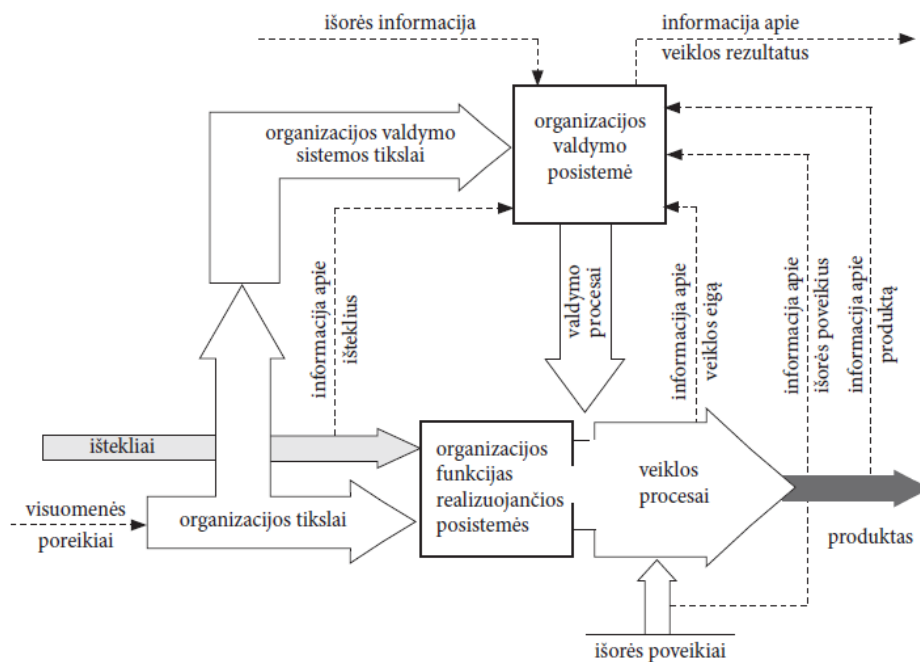 išorės informacija
informacija apie
veiklos rezultatus
organizacijos valdymo
sistemos tikslai
organizacijos
valdymo
posistemė
informacija apie
išteklius
valdymo
procesai
informacija apie
veiklos eigą
informacija apie
išorės poveikius
informacija apie
produktą
ištekliai
visuomenės
poreikiai
organizacijos tikslai
organizacijos
funkcijas
realizuojančios
posistemės
veiklos
procesai
produktas
išorės poveikiai